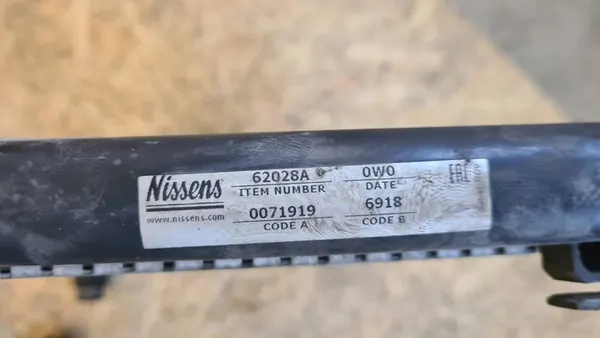 Nissens
www.nissens.com
62028A
ITEM NUMBER
0W0
DATE
EAC
0071919
CODE A
6918
CODE B